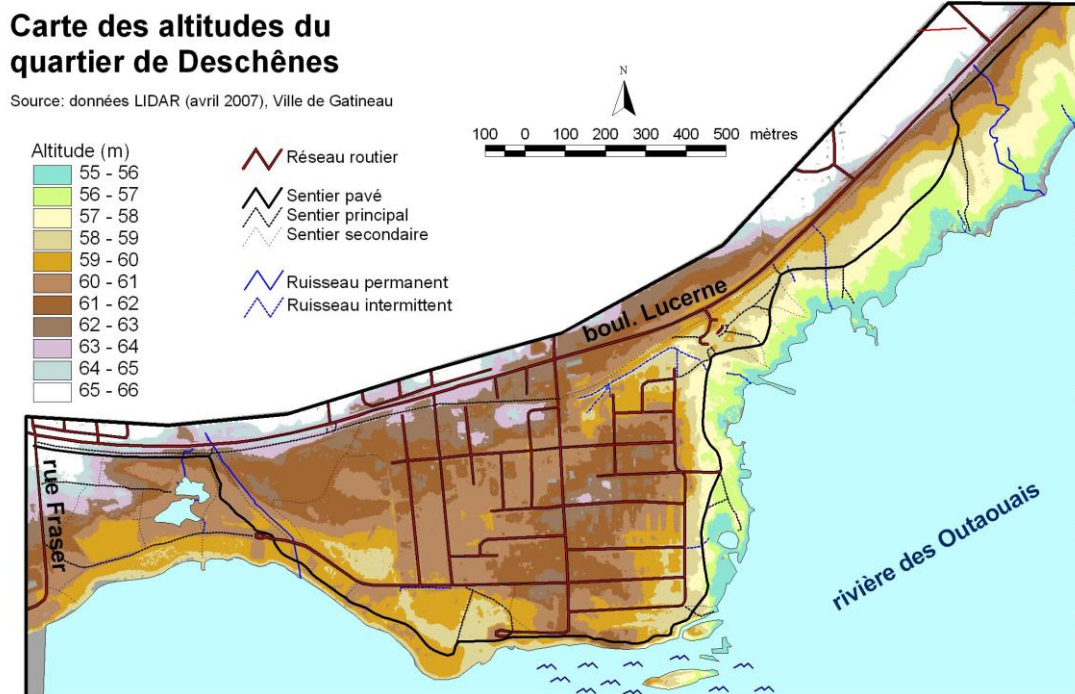 Carte des altitudes du
quartier de Deschênes
Source: données LIDAR (avril 2007), Ville de Gatineau
N
100 0 100 200 300 400 500 mètres
Altitude (m)
55 - 56
56 - 57
57 - 58
58 - 59
59 - 60
60 - 61
61 - 62
62 - 63
63 - 64
64 - 65
65 - 66
Réseau routier
Sentier pavé
Sentier principal
Sentier secondaire
Ruisseau permanent
Ruisseau intermittent
boul. Lucerne
rue Fraser
rivière des Outaouais